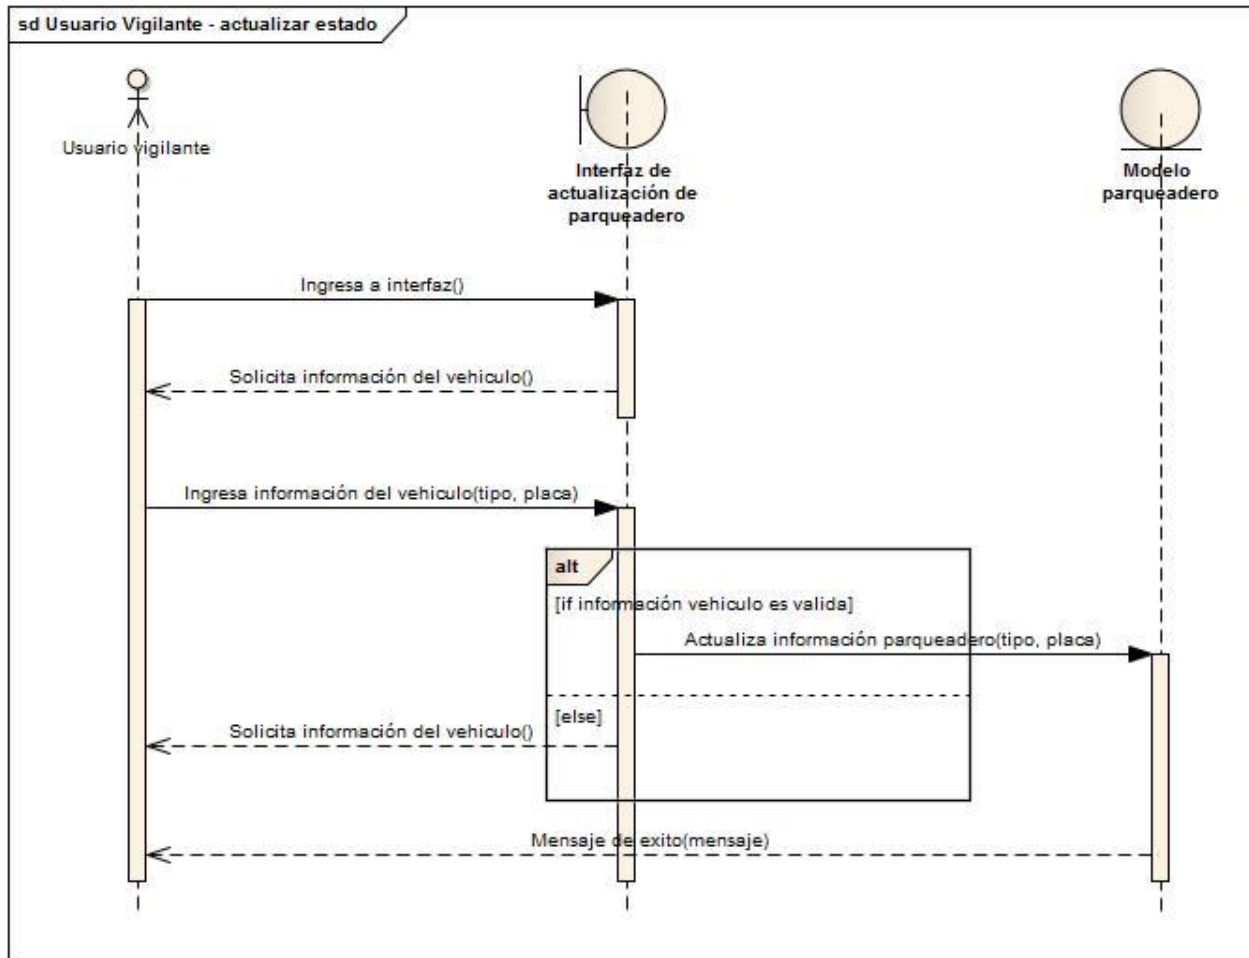 sd Usuario Vigilante - actualizar estado
Usuario vigilante
Interfaz de
actualización de
parqueadero
Modelo
parqueadero
Ingresa a interfaz()
Solicita información del vehiculo()
Ingresa información del vehiculo(tipo, placa)
alt
[if información vehiculo es valida]
Actualiza información parqueadero(tipo, placa)
[else]
Solicita información del vehiculo()
Mensaje de exito(mensaje)